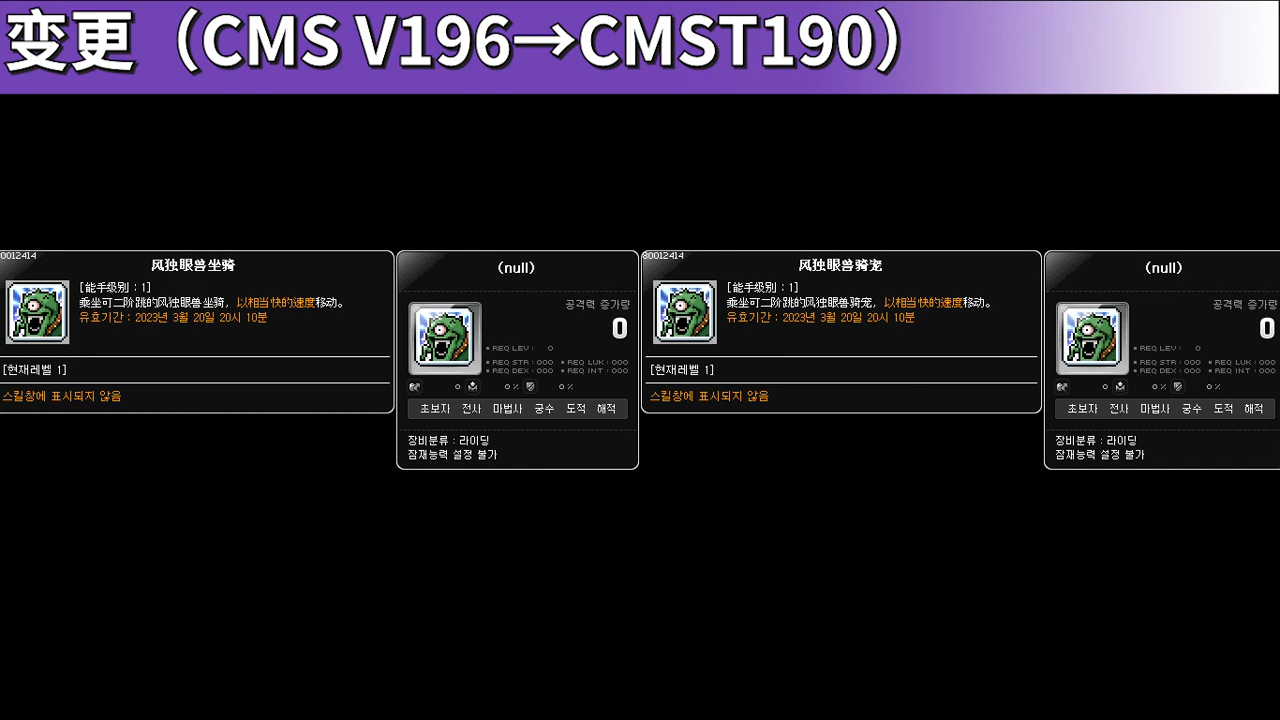 变更（CMS V196→CMST190）
0012414
风独眼兽坐骑
[能手级别 : 1]
乘坐可二阶跳的风独眼兽坐骑，以相当快的速度移动。
유효기간 : 2023년 3월 20일 20시 10분
[현재레벨 1]
스킬창에 표시되지 않음
(null)
공격력 증가량
0
REQ LEV : 0
REQ STR : 000 REQ LUK : 000
REQ DEX : 000 REQ INT : 000
0 0 % 0 %
초보자 전사 마법사 궁수 도적 해적
장비분류 : 라이딩
잠재능력 설정 불가
80012414
风独眼兽骑宠
[能手级别 : 1]
乘坐可二阶跳的风独眼兽骑宠，以相当快的速度移动。
유효기간 : 2023년 3월 20일 20시 10분
[현재레벨 1]
스킬창에 표시되지 않음
(null)
공격력 증가량
0
REQ LEV : 0
REQ STR : 000 REQ LUK : 000
REQ DEX : 000 REQ INT : 000
0 0 % 0 %
초보자 전사 마법사 궁수 도적 해적
장비분류 : 라이딩
잠재능력 설정 불가